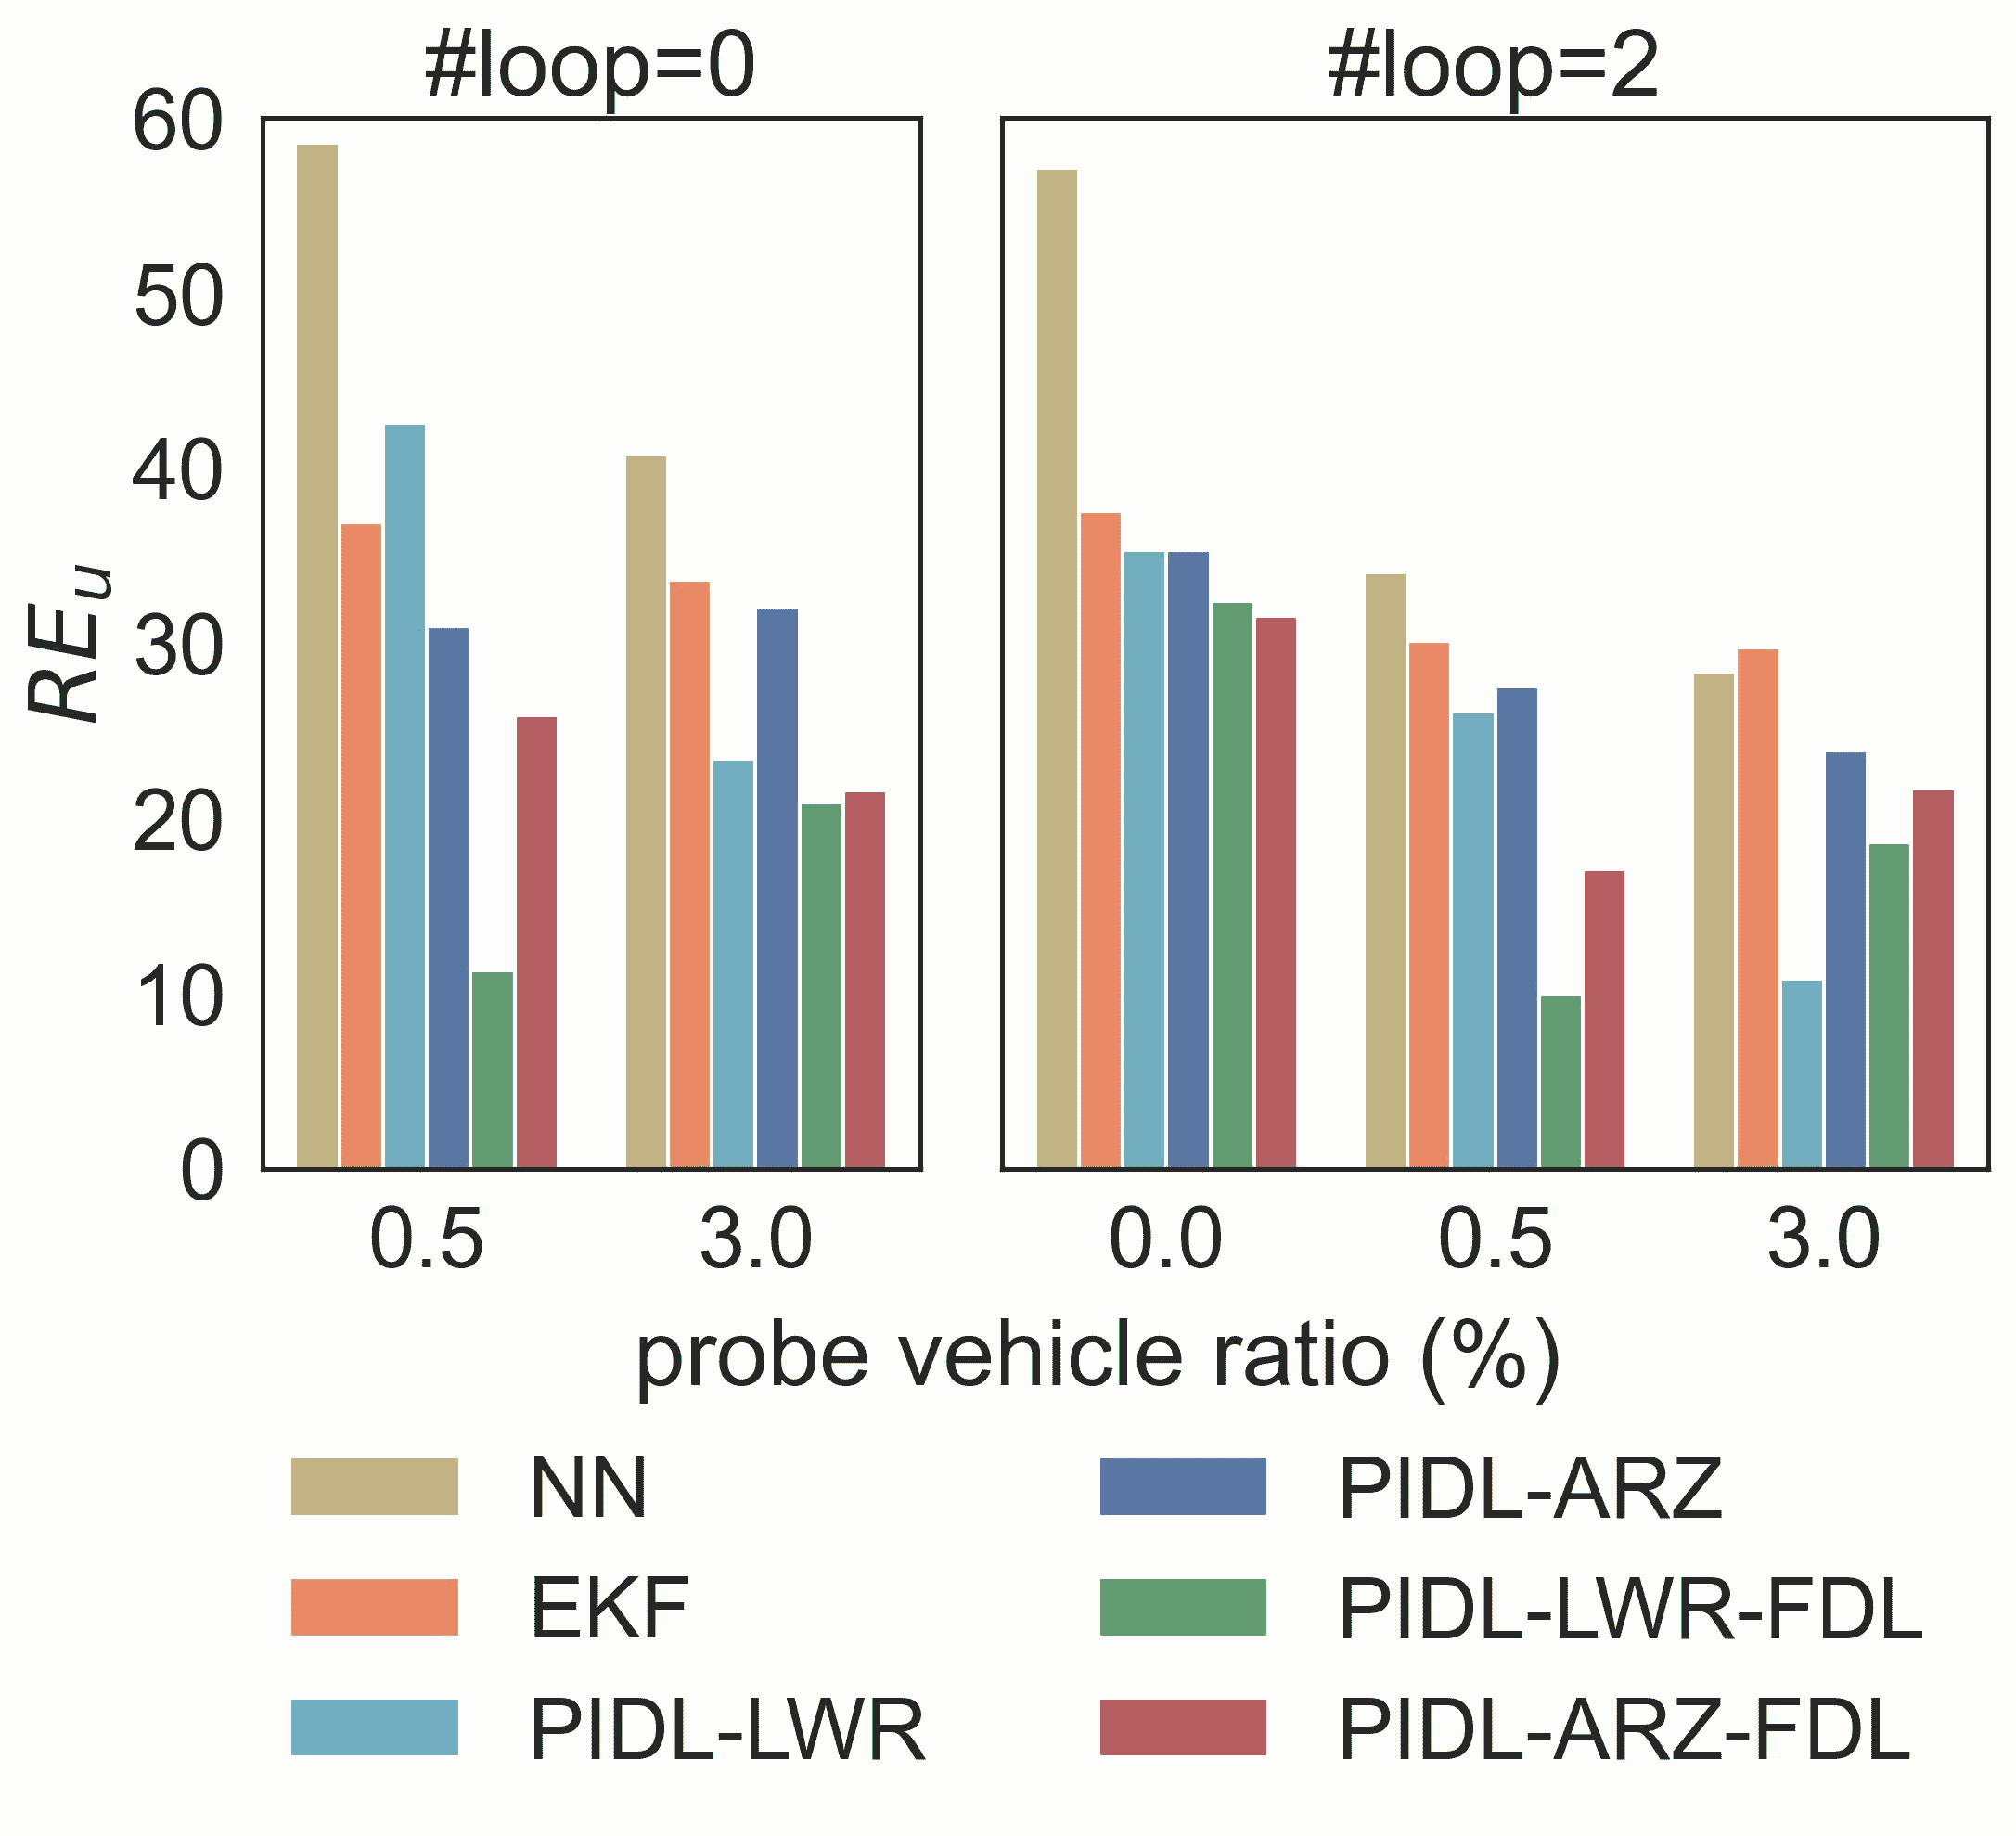 #loop=0 #loop=2
60
50
40
30
20
10
0
REu
0.5 3.0 0.0 0.5 3.0
probe vehicle ratio (%)
NN PIDL-ARZ
EKF PIDL-LWR-FDL
PIDL-LWR PIDL-ARZ-FDL